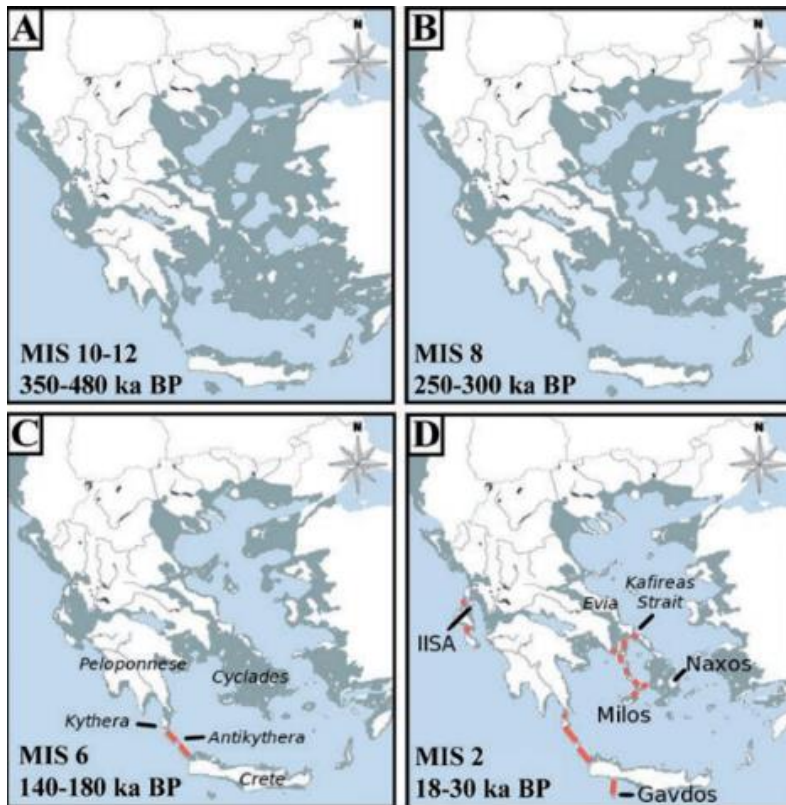 A
N
MIS 10-12
350-480 ka BP
B
N
MIS 8
250-300 ka BP
C
N
Peloponnese
Cyclades
Kythera
Antikythera
MIS 6
Crete
140-180 ka BP
D
N
Kafireas
Evia Strait
IISA
Naxos
Milos
MIS 2
18-30 ka BP
Gavdos